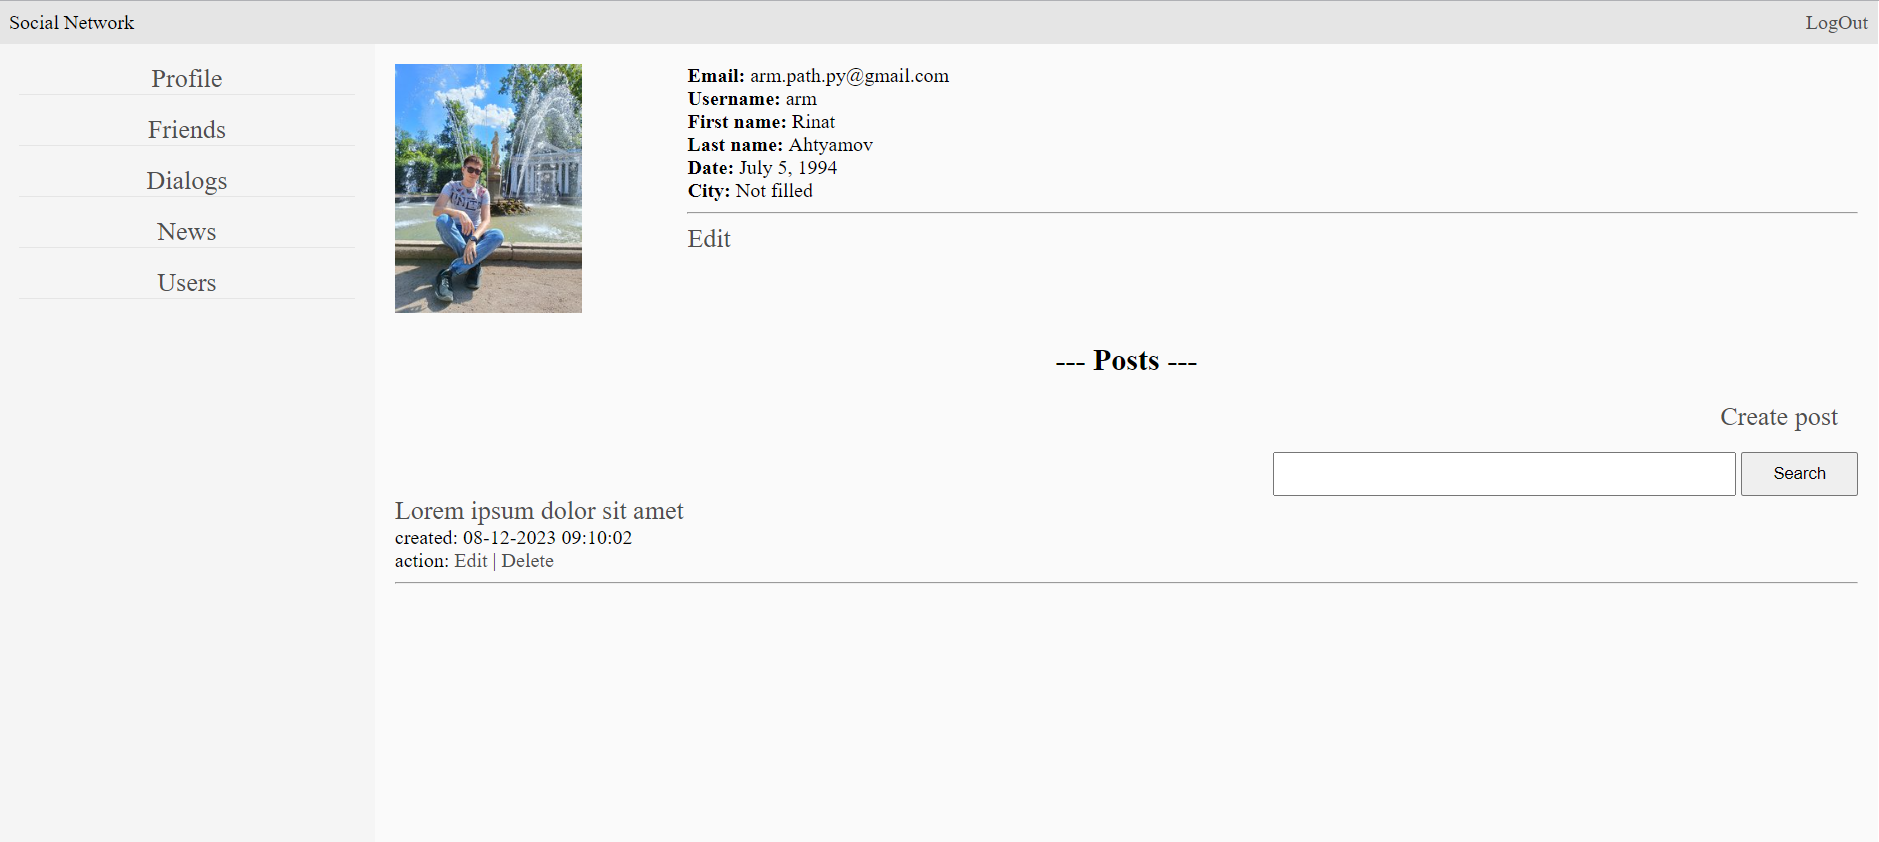 Social Network
LogOut
Profile
Friends
Dialogs
News
Users
Email: arm.path.py@gmail.com
Username: arm
First name: Rinat
Last name: Ahtyamov
Date: July 5, 1994
City: Not filled
Edit
--- Posts ---
Create post
Search
Lorem ipsum dolor sit amet
created: 08-12-2023 09:10:02
action: Edit | Delete